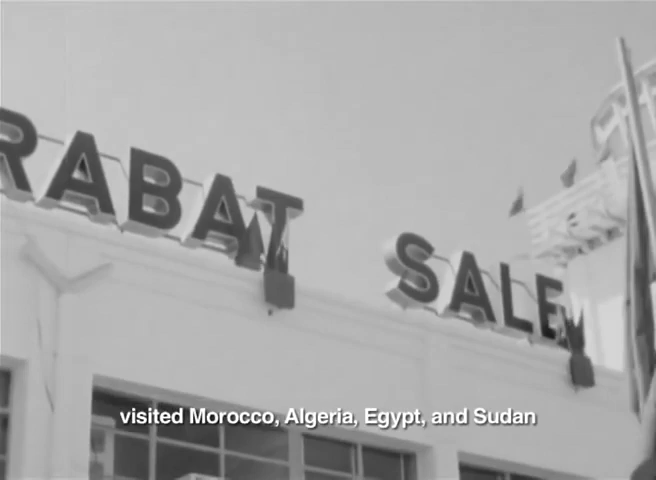 RABAT SALE
visited Morocco, Algeria, Egypt, and Sudan